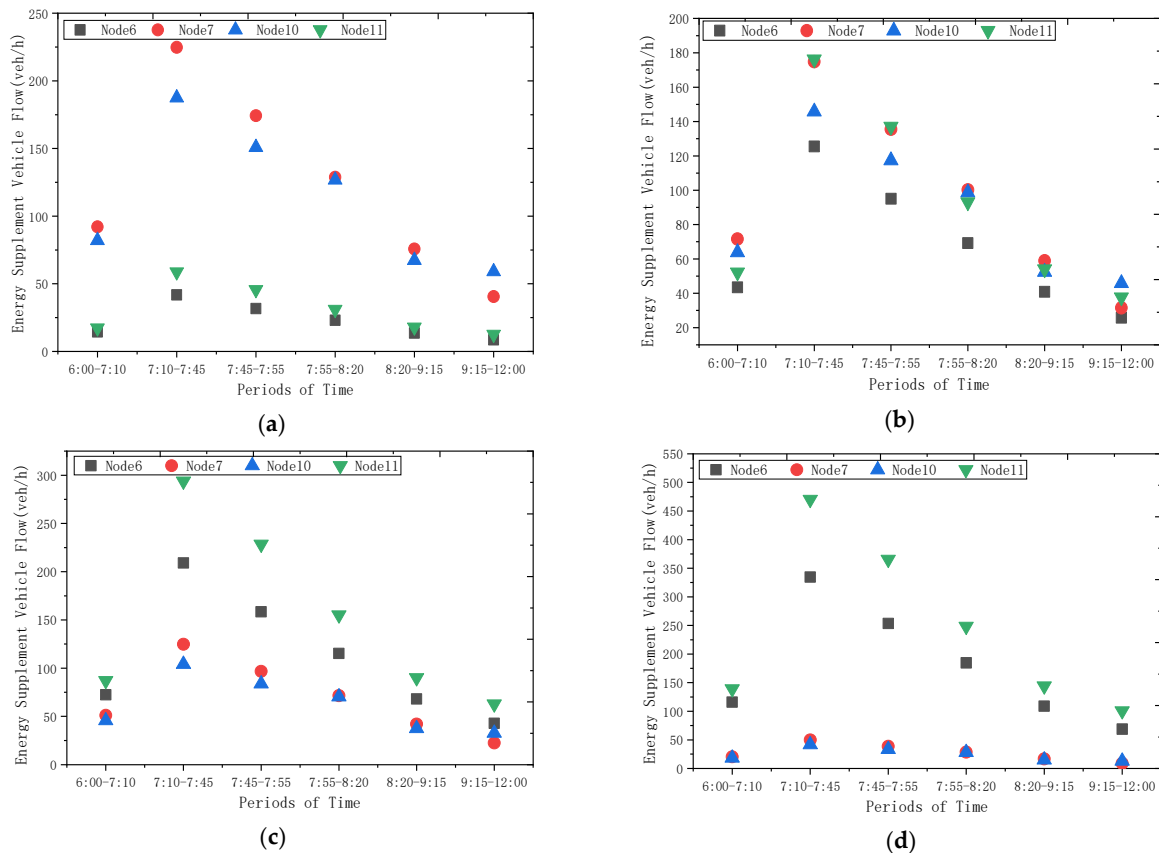 Node6 Node7 Node10 Node11
Energy Supplement Vehicle Flow(veh/h)
250
200
150
100
50
0
6:00-7:10 7:10-7:45 7:45-7:55 7:55-8:20 8:20-9:15 9:15-12:00
Periods of Time
(a)
Node6 Node7 Node10 Node11
Energy Supplement Vehicle Flow(veh/h)
200
180
160
140
120
100
80
60
40
20
6:00-7:10 7:10-7:45 7:45-7:55 7:55-8:20 8:20-9:15 9:15-12:00
Periods of Time
(b)
Node6 Node7 Node10 Node11
Energy Supplement Vehicle Flow(veh/h)
300
250
200
150
100
50
0
6:00-7:10 7:10-7:45 7:45-7:55 7:55-8:20 8:20-9:15 9:15-12:00
Periods of Time
(c)
Node6 Node7 Node10 Node11
Energy Supplement Vehicle Flow(veh/h)
550
500
450
400
350
300
250
200
150
100
50
0
6:00-7:10 7:10-7:45 7:45-7:55 7:55-8:20 8:20-9:15 9:15-12:00
Periods of Time
(d)